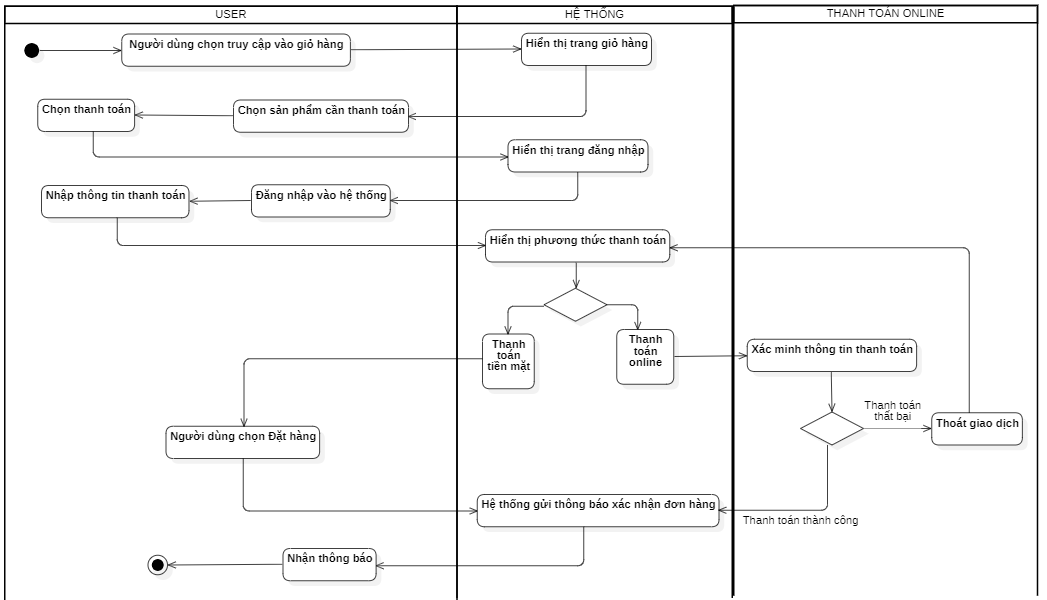 USER
HỆ THỐNG
THANH TOÁN ONLINE
Người dùng chọn truy cập vào giỏ hàng
Hiển thị trang giỏ hàng
Chọn thanh toán
Chọn sản phẩm cần thanh toán
Hiển thị trang đăng nhập
Nhập thông tin thanh toán
Đăng nhập vào hệ thống
Hiển thị phương thức thanh toán
Thanh
toán
tiền mặt
Thanh
toán
online
Xác minh thông tin thanh toán
Thanh toán
thất bại
Thoát giao dịch
Người dùng chọn Đặt hàng
Hệ thống gửi thông báo xác nhận đơn hàng
Thanh toán thành công
Nhận thông báo